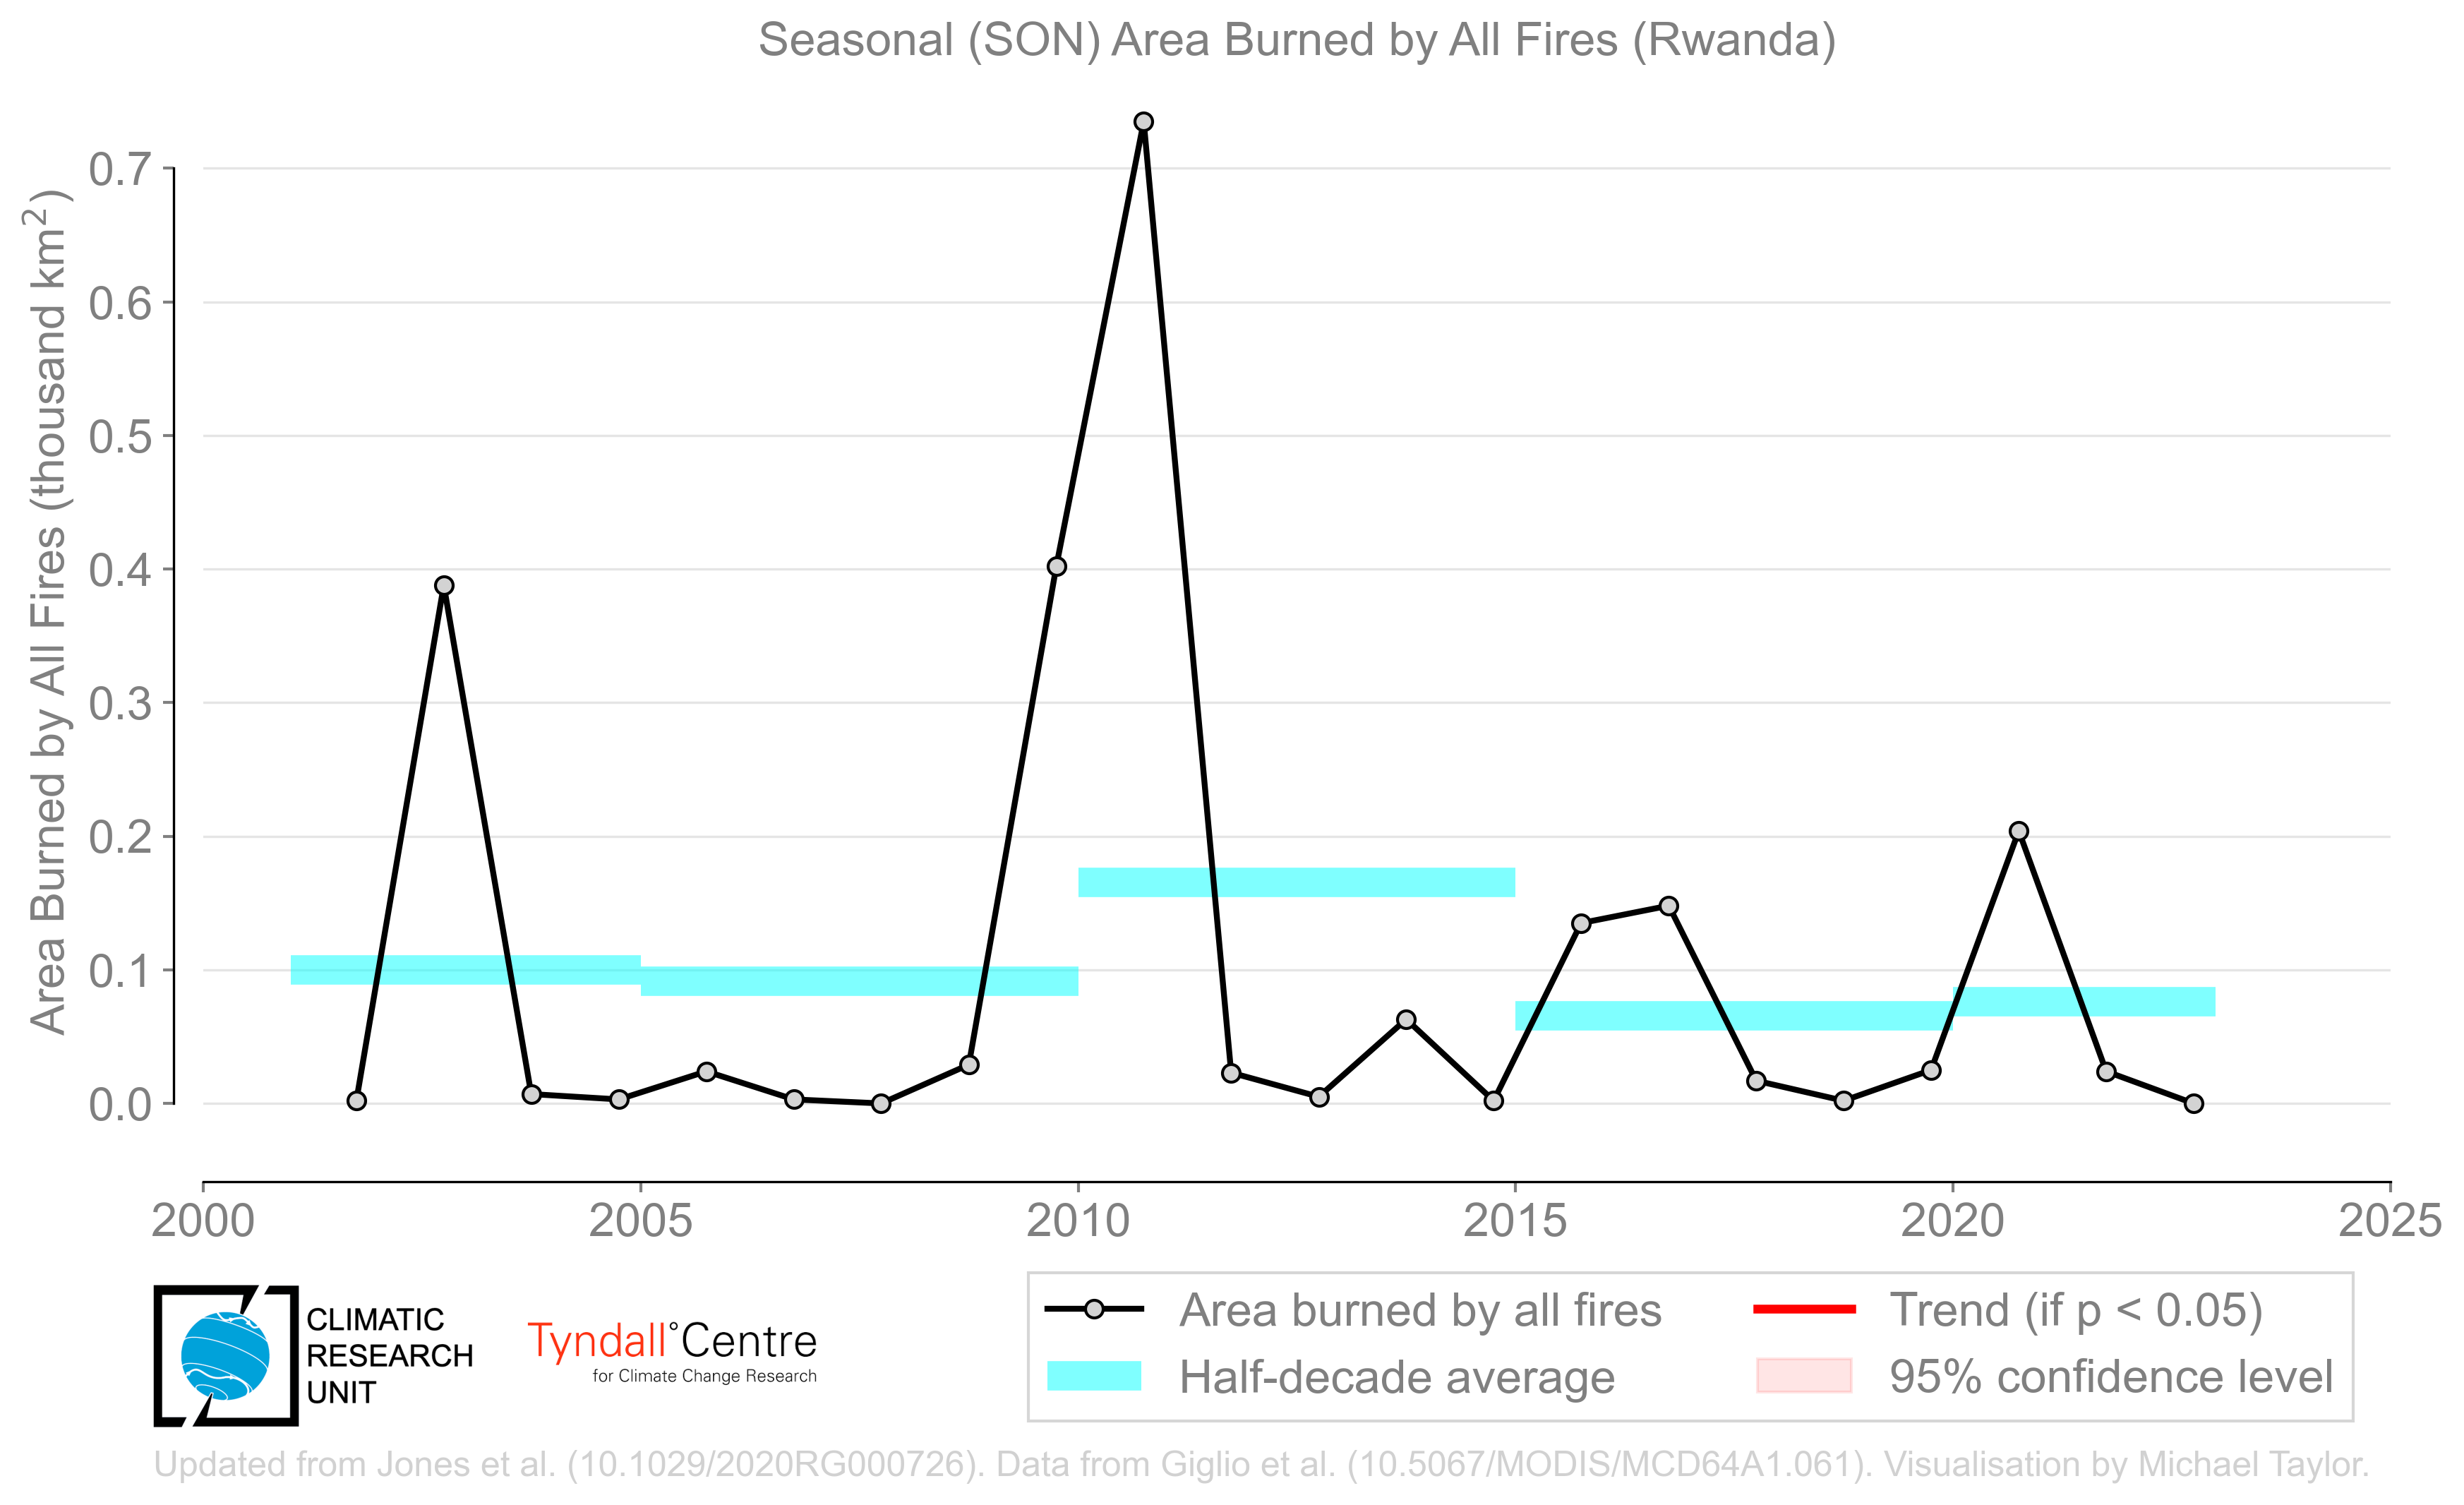 Seasonal (SON) Area Burned by All Fires (Rwanda)
Area Burned by All Fires (thousand km²)
0.7
0.6
0.5
0.4
0.3
0.2
0.1
0.0
2000 2005 2010 2015 2020 2025
CLIMATIC
RESEARCH
UNIT
Tyndall°Centre
for Climate Change Research
Area burned by all fires
Half-decade average
Trend (if p < 0.05)
95% confidence level
Updated from Jones et al. (10.1029/2020RG000726). Data from Giglio et al. (10.5067/MODIS/MCD64A1.061). Visualisation by Michael Taylor.